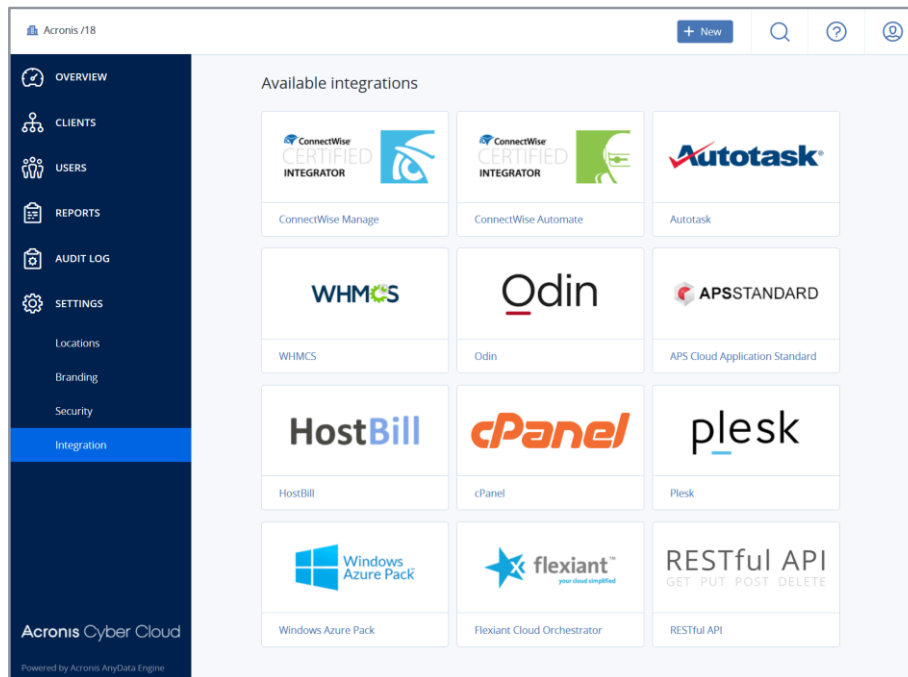 Acronis /18
+ New
OVERVIEW
CLIENTS
USERS
REPORTS
AUDIT LOG
SETTINGS
Locations
Branding
Security
Integration
Acronis Cyber Cloud
Powered by Acronis AnyData Engine
Available integrations
ConnectWise
CERTIFIED
INTEGRATOR
ConnectWise Manage
ConnectWise
CERTIFIED
INTEGRATOR
ConnectWise Automate
Autotask
Autotask
WHMCS
WHMCS
Odin
Odin
APSSTANDARD
APS Cloud Application Standard
HostBill
HostBill
cPanel
cPanel
plesk
Plesk
Windows
Azure Pack
Windows Azure Pack
flexiant™
your cloud simplified
Flexiant Cloud Orchestrator
RESTful API
GET PUT POST DELETE
RESTful API